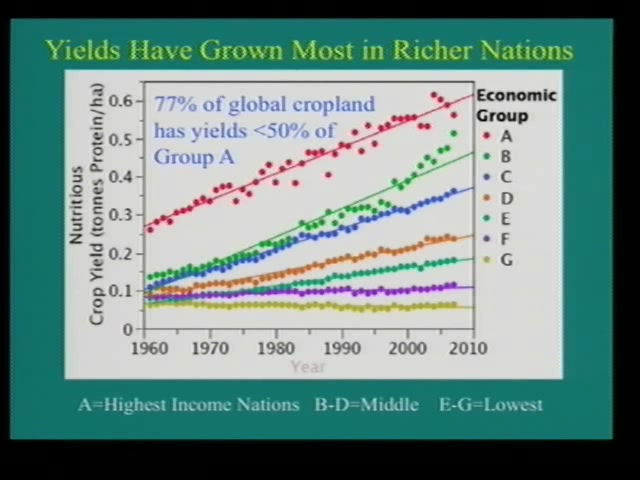 Yields Have Grown Most in Richer Nations
77% of global cropland
has yields <50% of
Group A
Nutritious
Crop Yield (tonnes Protein/ha)
0.6
0.5
0.4
0.3
0.2
0.1
0
1960 1970 1980 1990 2000 2010
Year
Economic
Group
A
B
C
D
E
F
G
A=Highest Income Nations B-D=Middle E-G=Lowest